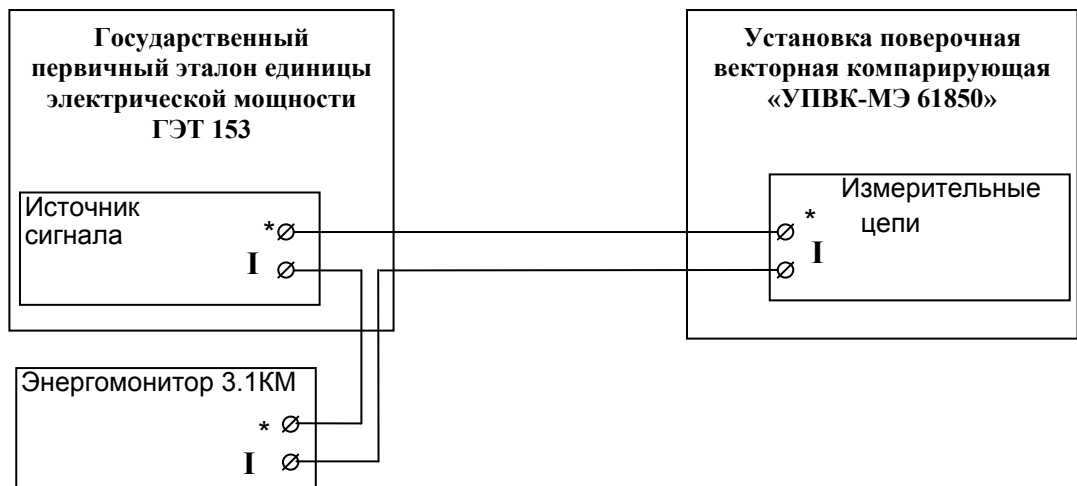 Государственный
первичный эталон единицы
электрической мощности
ГЭТ 153
Источник
сигнала
*
I
Установка поверочная
векторная компарирующая
«УПВК-МЭ 61850»
Измерительные
цепи
*
I
Энергомонитор 3.1КМ
*
I